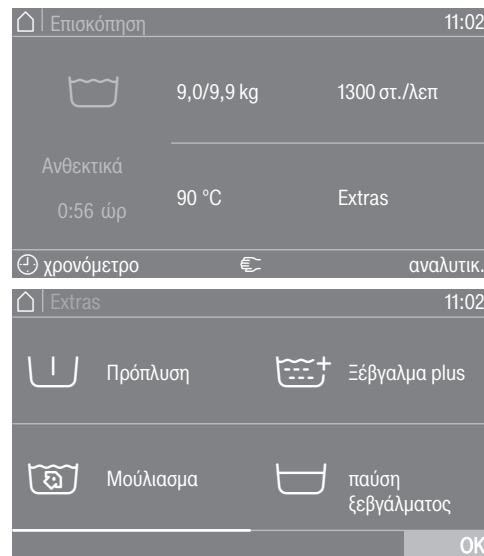 Επισκόπηση 11:02
9,0/9,9 kg 1300 στ./λεπ
Ανθεκτικά
0:56 ώρ
90 °C Extras
χρονόμετρο αναλυτικ.
Extras 11:02
Πρόπλυση Ξέβγαλμα plus
Μούλιασμα παύση
ξεβγάλματος
OK